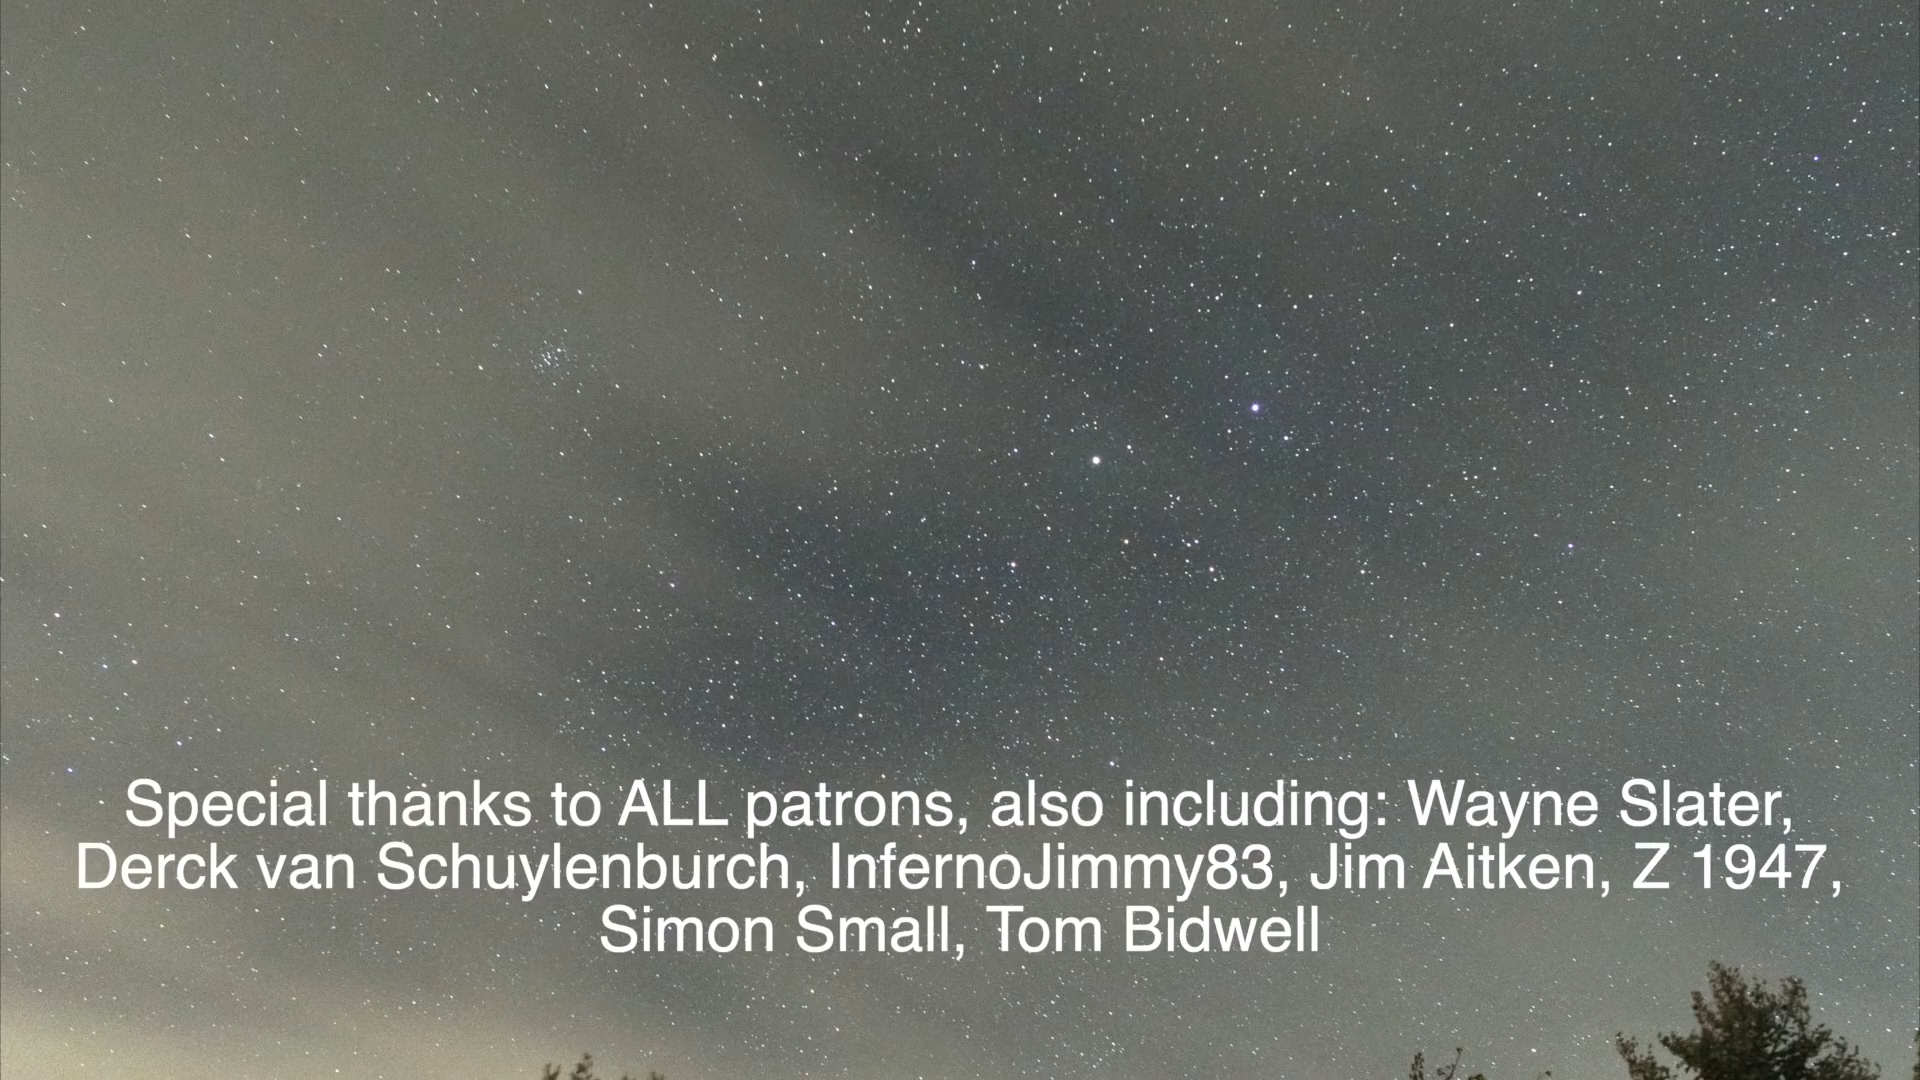 Special thanks to ALL patrons, also including: Wayne Slater,
Derck van Schuylenburch, InfernoJimmy83, Jim Aitken, Z 1947,
Simon Small, Tom Bidwell